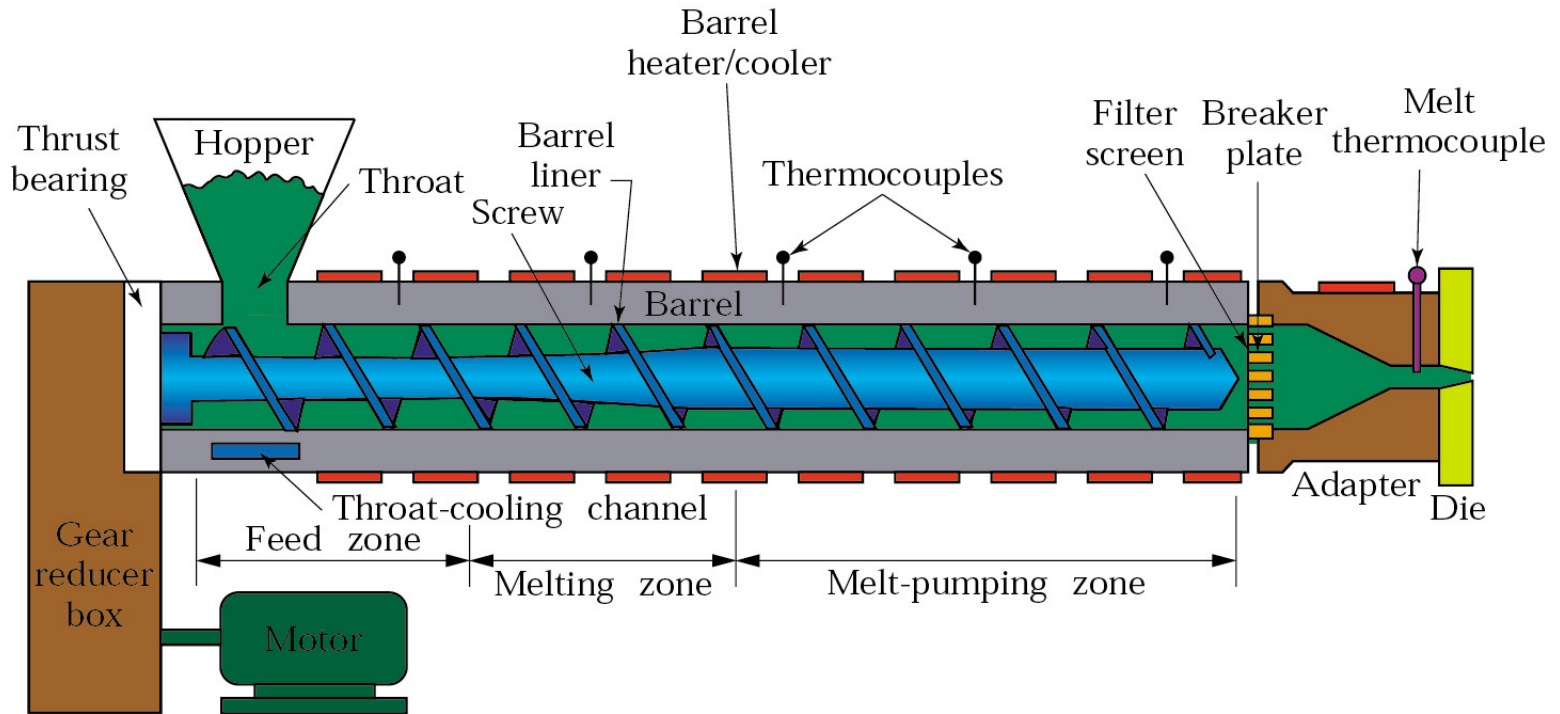 Barrel
heater/cooler
Thrust
bearing
Hopper
Throat
Barrel
liner
Screw
Thermocouples
Filter
screen
Breaker
plate
Melt
thermocouple
Barrel
Throat-cooling channel
Adapter
Die
Gear
reducer
box
Feed zone
Melting zone
Melt-pumping zone
Motor